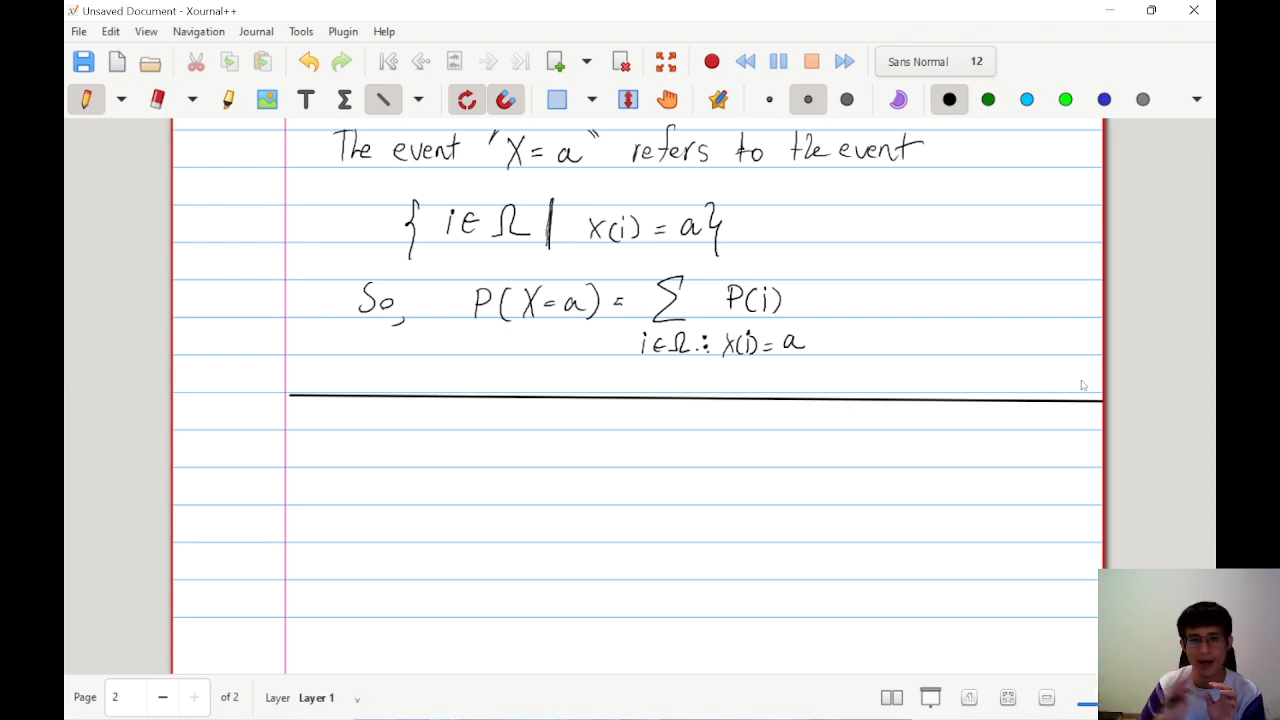 Unsaved Document - Xournal++
File Edit View Navigation Journal Tools Plugin Help
Sans Normal 12
The event "X = a" refers to the event
{ i ∈ Ω | X(i) = a }
So, P(X = a) = Σ P(i)
i ∈ Ω : X(i) = a
Page 2 of 2 Layer Layer 1